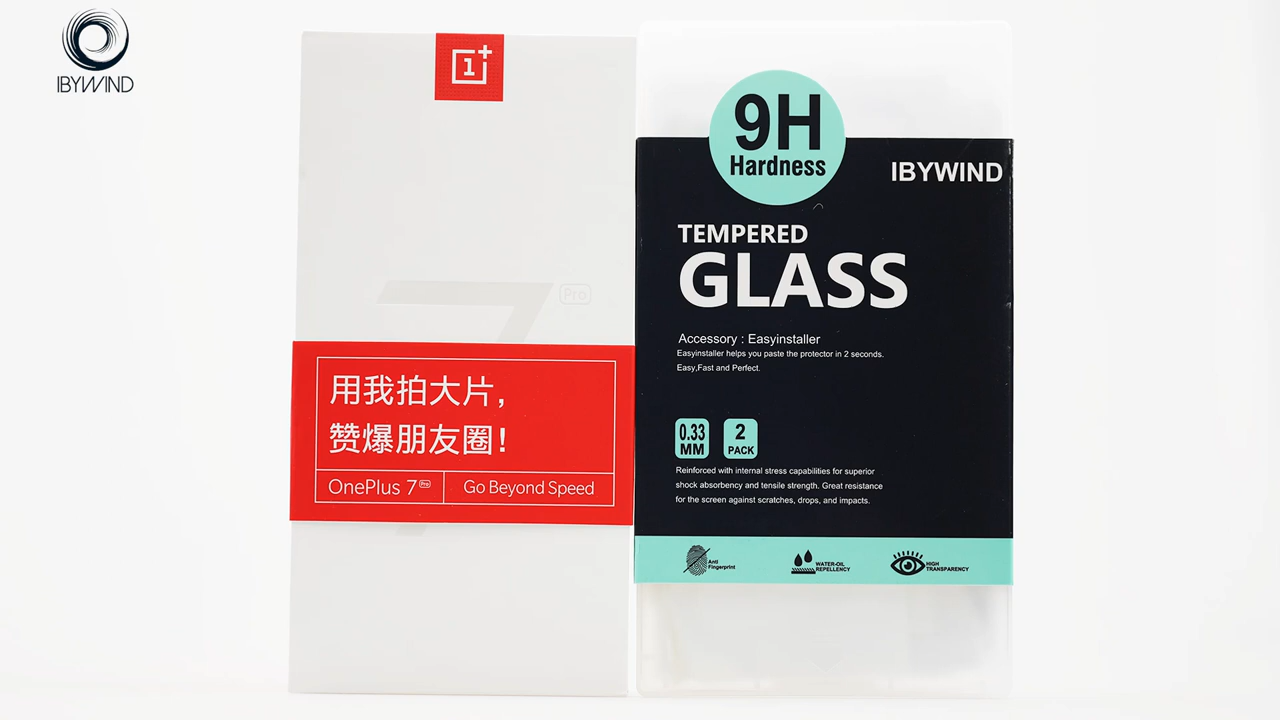 IBYWIND
1+
7
Pro
用我拍大片，
赞爆朋友圈！
OnePlus 7 Pro
Go Beyond Speed
9H
Hardness
IBYWIND
TEMPERED
GLASS
Accessory : Easyinstaller
Easyinstaller helps you paste the protector in 2 seconds.
Easy,Fast and Perfect.
0.33
MM
2
PACK
Reinforced with internal stress capabilities for superior
shock absorbency and tensile strength. Great resistance
for the screen against scratches, drops, and impacts.
Anti
Fingerprint
WATER-OIL
REPELLENCY
HIGH
TRANSPARENCY